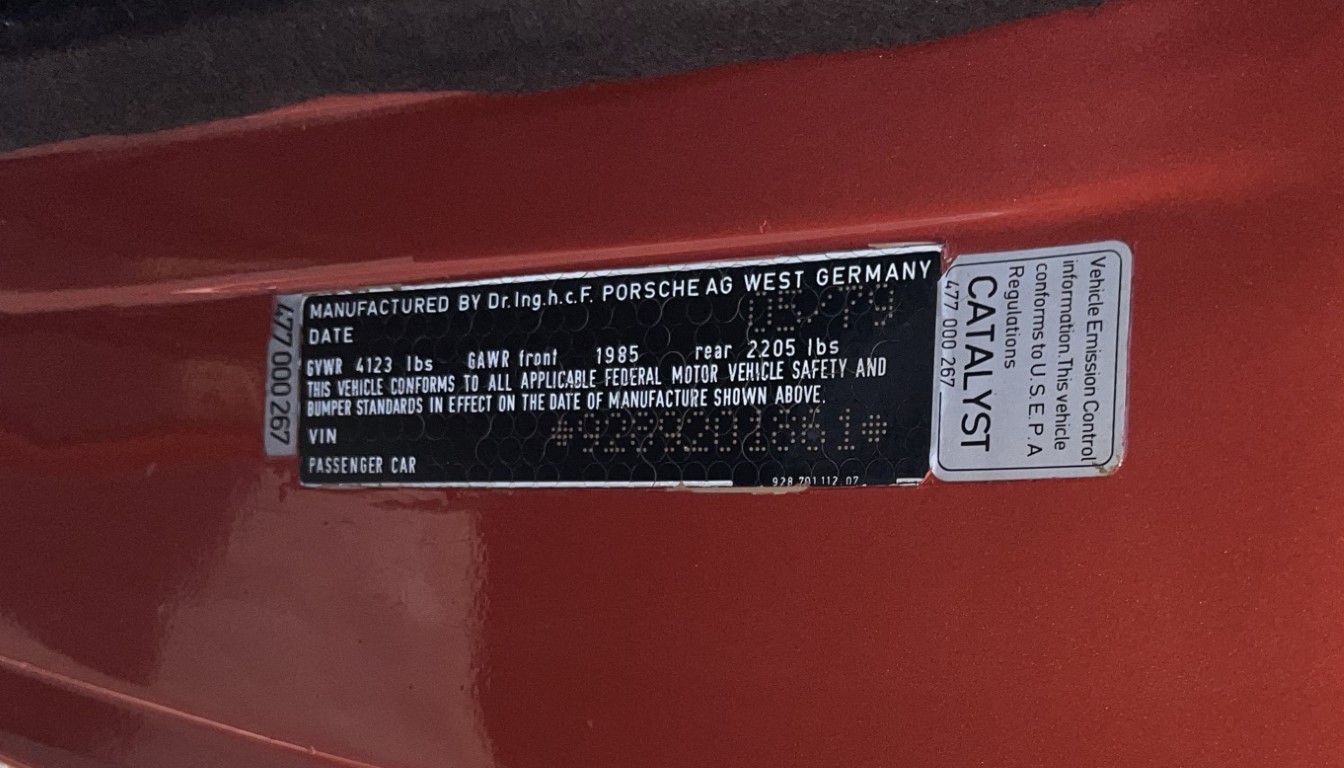 MANUFACTURED BY Dr.Ing.h.c.F. PORSCHE AG WEST GERMANY
DATE
GVWR 4123 lbs GAWR front 1985 rear 2205 lbs
THIS VEHICLE CONFORMS TO ALL APPLICABLE FEDERAL MOTOR VEHICLE SAFETY AND
BUMPER STANDARDS IN EFFECT ON THE DATE OF MANUFACTURE SHOWN ABOVE.
VIN
PASSENGER CAR
928 701 112 07
477 000 267
Vehicle Emission Control
information. This vehicle
conforms to U.S.E.P.A
Regulations
CATALYST
477 000 267